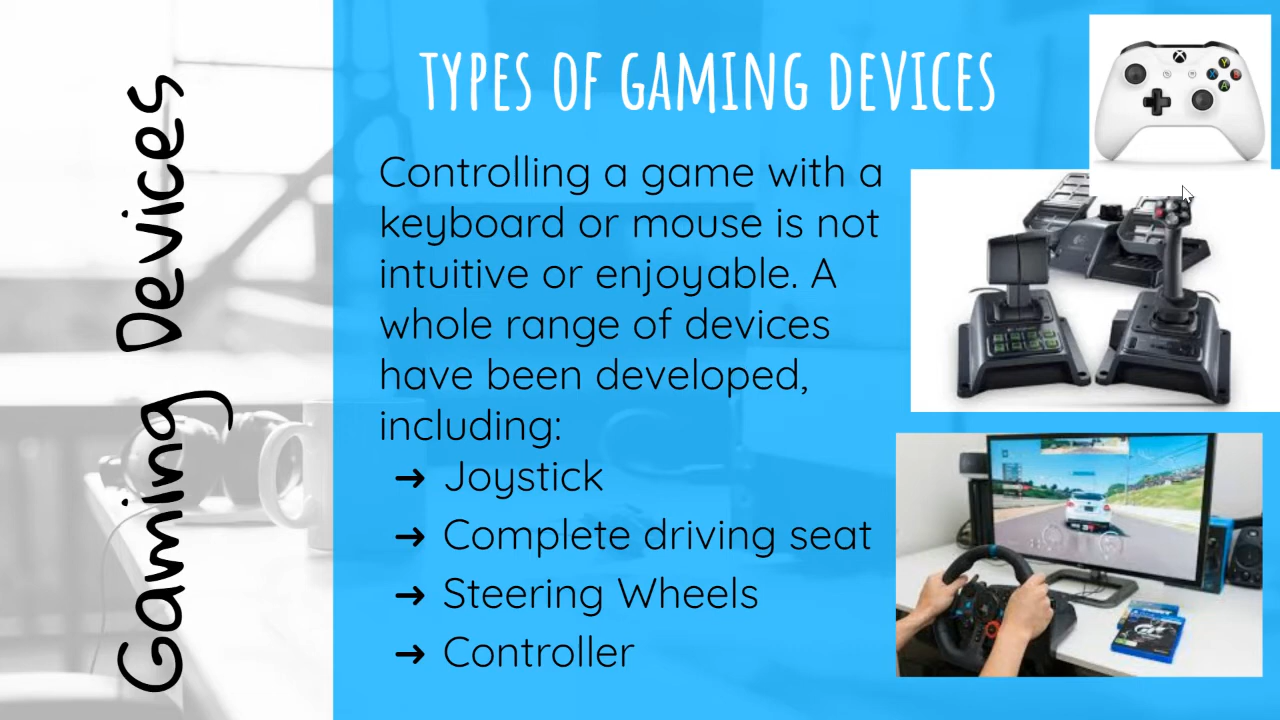 Gaming Devices
TYPES OF GAMING DEVICES
Controlling a game with a
keyboard or mouse is not
intuitive or enjoyable. A
whole range of devices
have been developed,
including:
➜ Joystick
➜ Complete driving seat
➜ Steering Wheels
➜ Controller